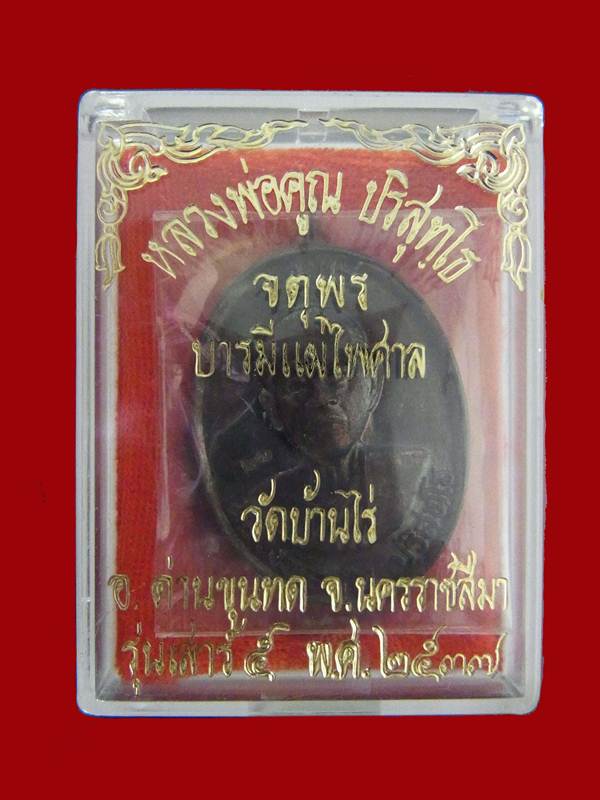 หลวงพ่อคูณ ปริสุทฺโธ
จตุพร
บารมีแผ่ไพศาล
วัดบ้านไร่
อ. ด่านขุนทด จ.นครราชสีมา
รุ่นเสาร์ ๕ พ.ศ. ๒๕๓๗